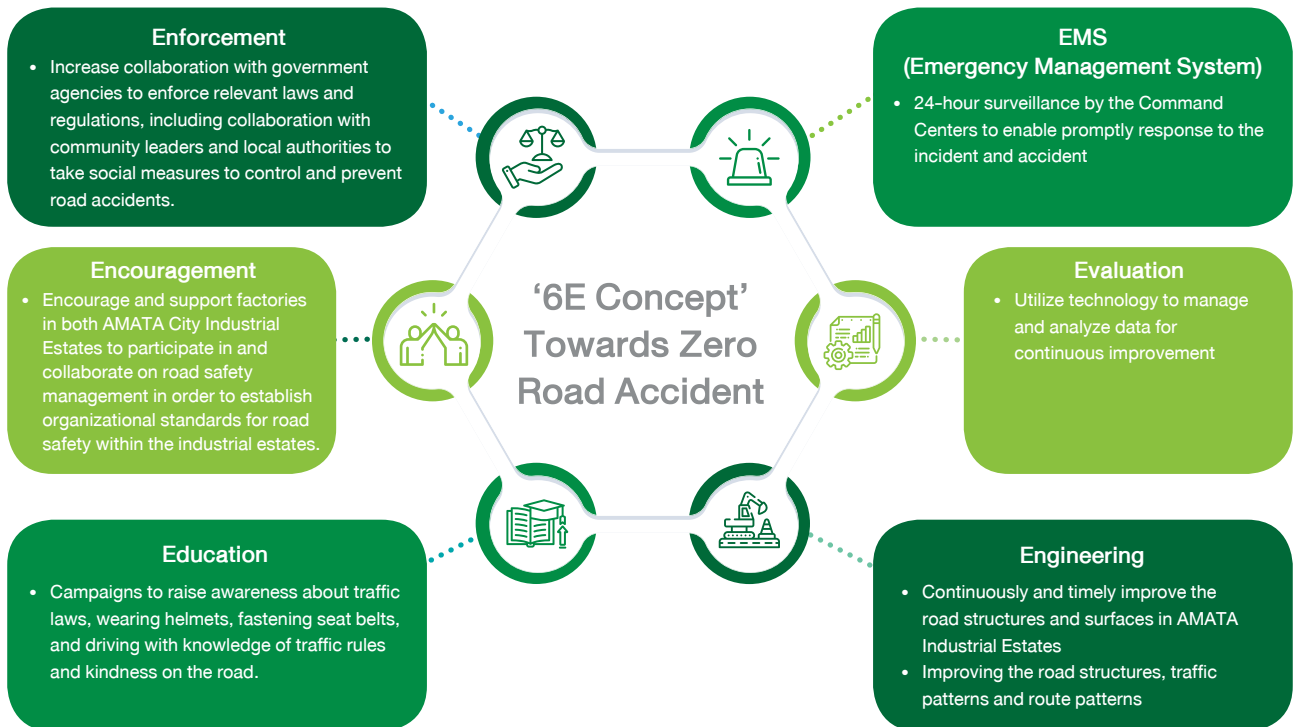 Enforcement
• Increase collaboration with government
agencies to enforce relevant laws and
regulations, including collaboration with
community leaders and local authorities to
take social measures to control and prevent
road accidents.
EMS
(Emergency Management System)
• 24-hour surveillance by the Command
Centers to enable promptly response to the
incident and accident
Encouragement
• Encourage and support factories
in both AMATA City Industrial
Estates to participate in and
collaborate on road safety
management in order to establish
organizational standards for road
safety within the industrial estates.
‘6E Concept’
Towards Zero
Road Accident
Evaluation
• Utilize technology to manage
and analyze data for
continuous improvement
Education
• Campaigns to raise awareness about traffic
laws, wearing helmets, fastening seat belts,
and driving with knowledge of traffic rules
and kindness on the road.
Engineering
• Continuously and timely improve the
road structures and surfaces in AMATA
Industrial Estates
• Improving the road structures, traffic
patterns and route patterns